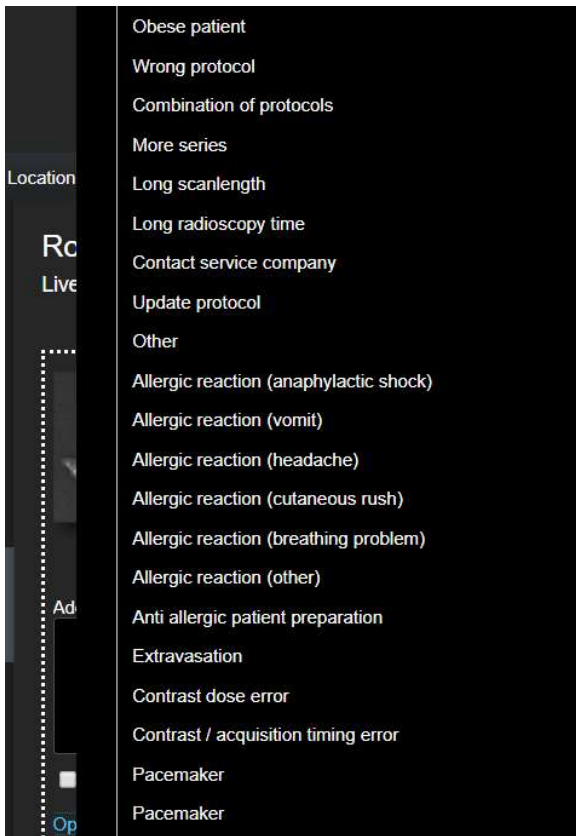 Obese patient
Wrong protocol
Combination of protocols
More series
Location
Long scanlength
Long radioscopy time
Ro
Contact service company
Live
Update protocol
Other
Allergic reaction (anaphylactic shock)
Allergic reaction (vomit)
Allergic reaction (headache)
Allergic reaction (cutaneous rush)
Allergic reaction (breathing problem)
Allergic reaction (other)
Ad
Anti allergic patient preparation
Extravasation
Contrast dose error
Contrast / acquisition timing error
Pacemaker
Pacemaker
Op